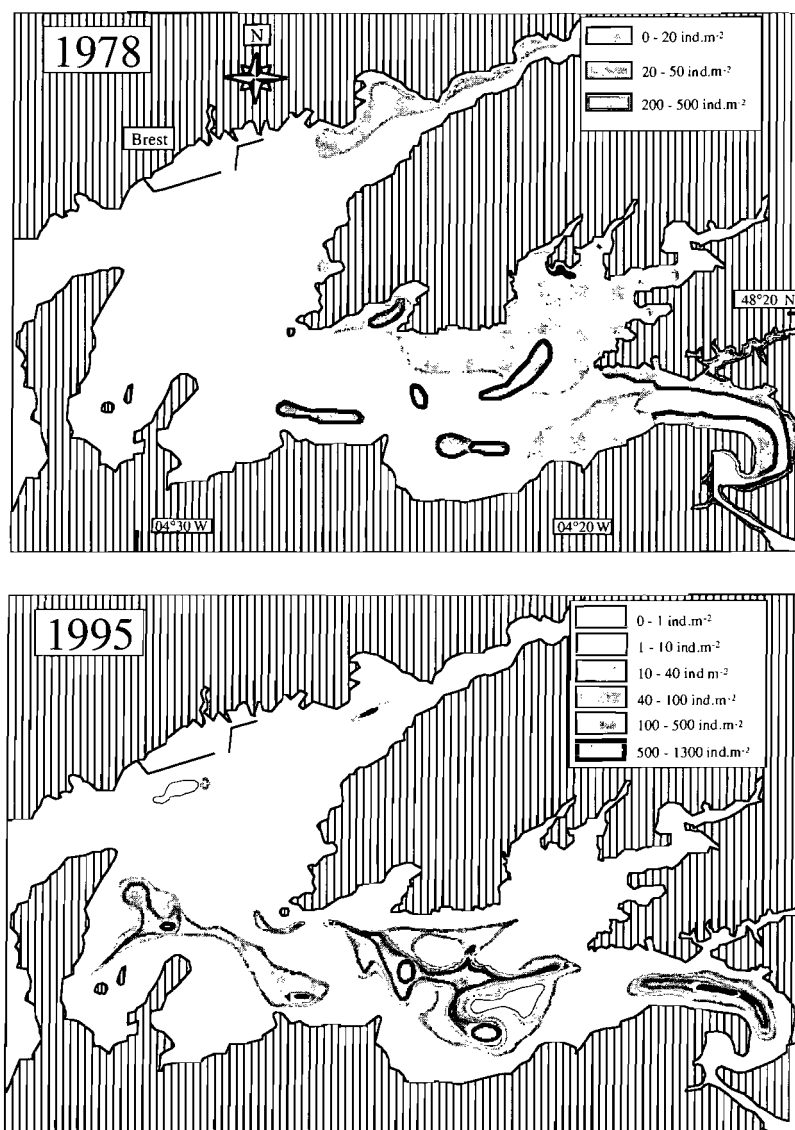 1978
N
0 - 20 ind.m-2
20 - 50 ind.m-2
200 - 500 ind.m-2
Brest
48°20 N
04°30 W
04°20 W
1995
0 - 1 ind.m-2
1 - 10 ind.m-2
10 - 40 ind m-2
40 - 100 ind.m-2
100 - 500 ind.m-2
500 - 1300 ind.m-2